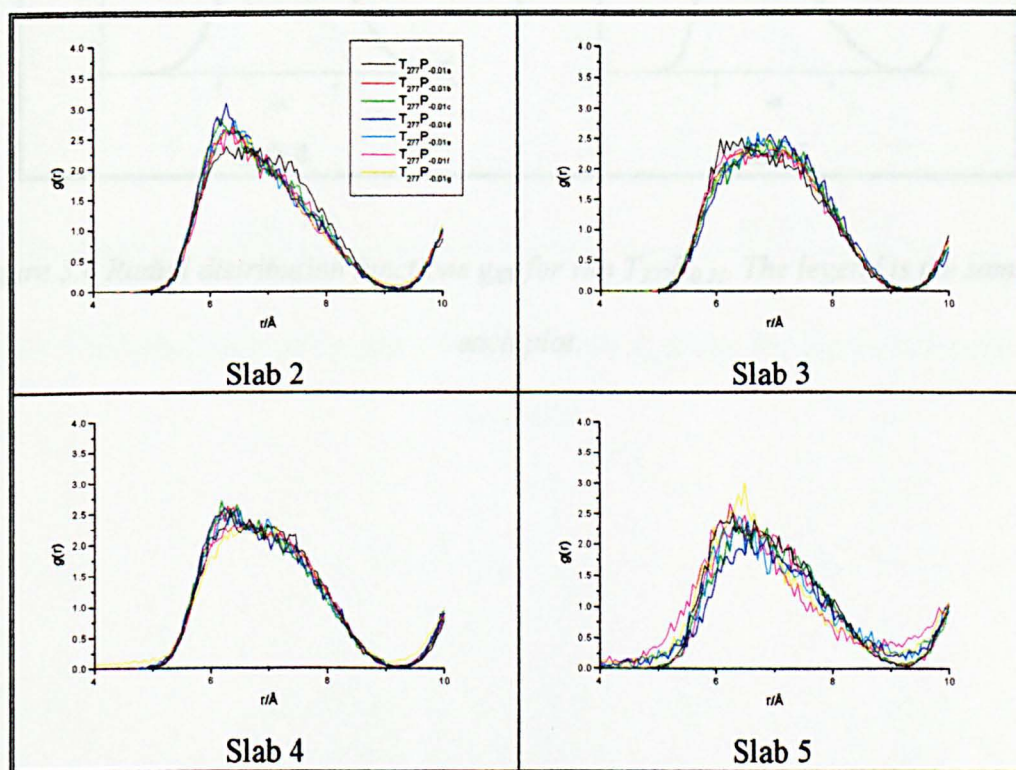 4.0
3.5
3.0
2.5
2.0
1.5
1.0
0.5
0.0
g(r)
4
6
8
10
r/Å
T277P-0.01a
T277P-0.01b
T277P-0.01c
T277P-0.01d
T277P-0.01e
T277P-0.01f
T277P-0.01g
Slab 2
4.0
3.5
3.0
2.5
2.0
1.5
1.0
0.5
0.0
g(r)
4
6
8
10
r/Å
Slab 3
4.0
3.5
3.0
2.5
2.0
1.5
1.0
0.5
0.0
g(r)
4
6
8
10
r/Å
Slab 4
4.0
3.5
3.0
2.5
2.0
1.5
1.0
0.5
0.0
g(r)
4
6
8
10
r/Å
Slab 5